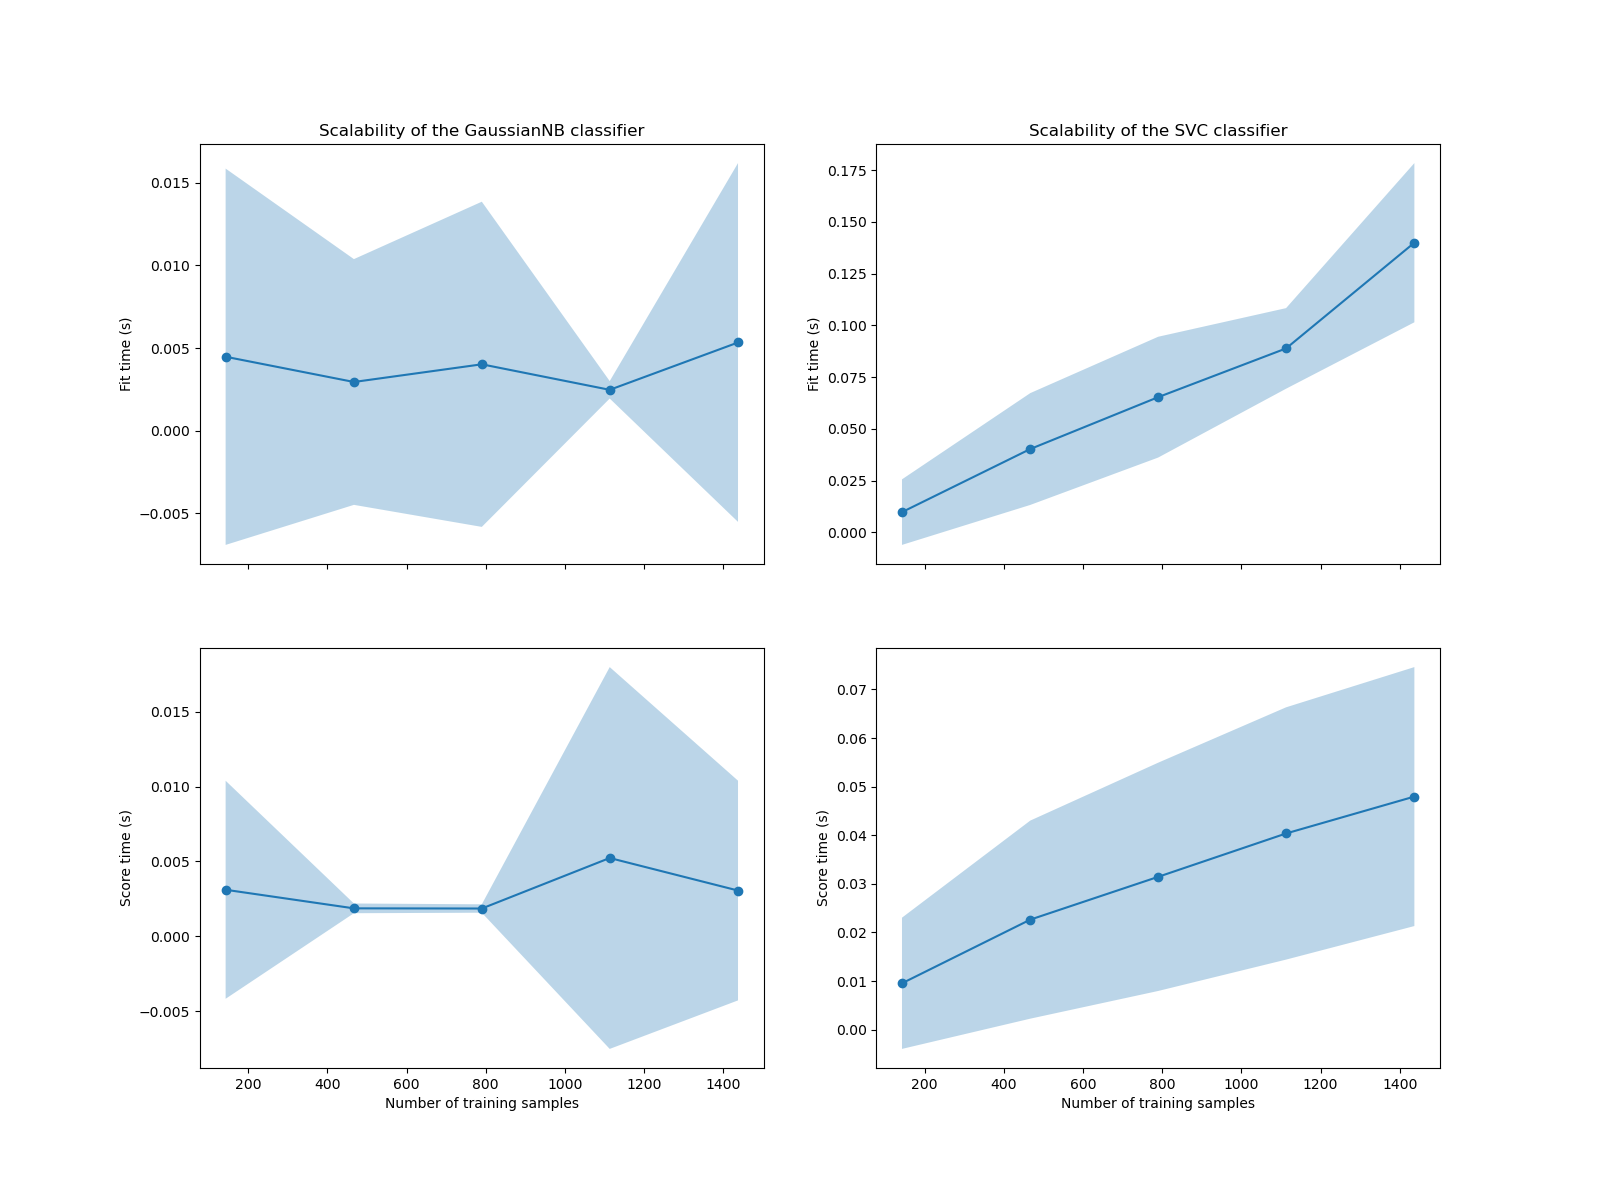 Scalability of the GaussianNB classifier
0.015
0.010
0.005
0.000
−0.005
Fit time (s)
Scalability of the SVC classifier
0.175
0.150
0.125
0.100
0.075
0.050
0.025
0.000
Fit time (s)
0.015
0.010
0.005
0.000
−0.005
Score time (s)
200 400 600 800 1000 1200 1400
Number of training samples
0.07
0.06
0.05
0.04
0.03
0.02
0.01
0.00
Score time (s)
200 400 600 800 1000 1200 1400
Number of training samples